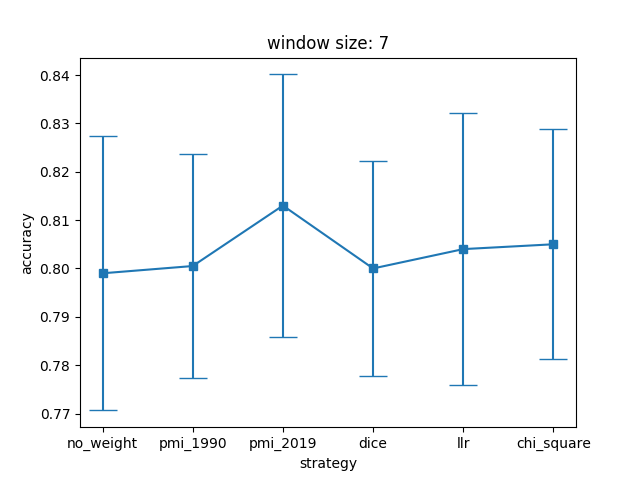 window size: 7
accuracy
0.84
0.83
0.82
0.81
0.80
0.79
0.78
0.77
no_weight pmi_1990 pmi_2019 dice llr chi_square
strategy